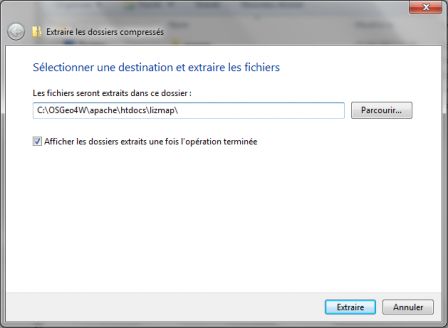 Extraire les dossiers compressés
Sélectionner une destination et extraire les fichiers
Les fichiers seront extraits dans ce dossier :
C:\OSGeo4W\apache\htdocs\lizmap\
Parcourir...
Afficher les dossiers extraits une fois l'opération terminée
Extraire
Annuler